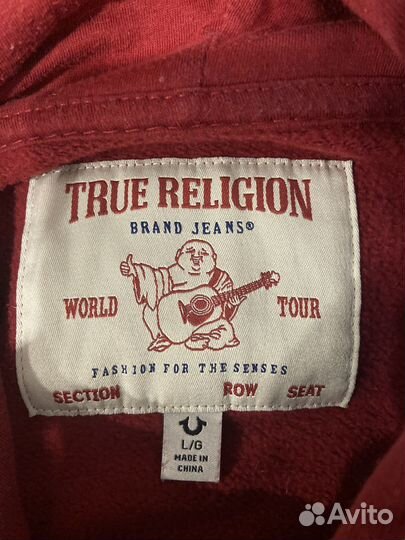 TRUE RELIGION
BRAND JEANS®
WORLD TOUR
FASHION FOR THE SENSES
SECTION ROW SEAT
L/G
MADE IN
CHINA
Avito